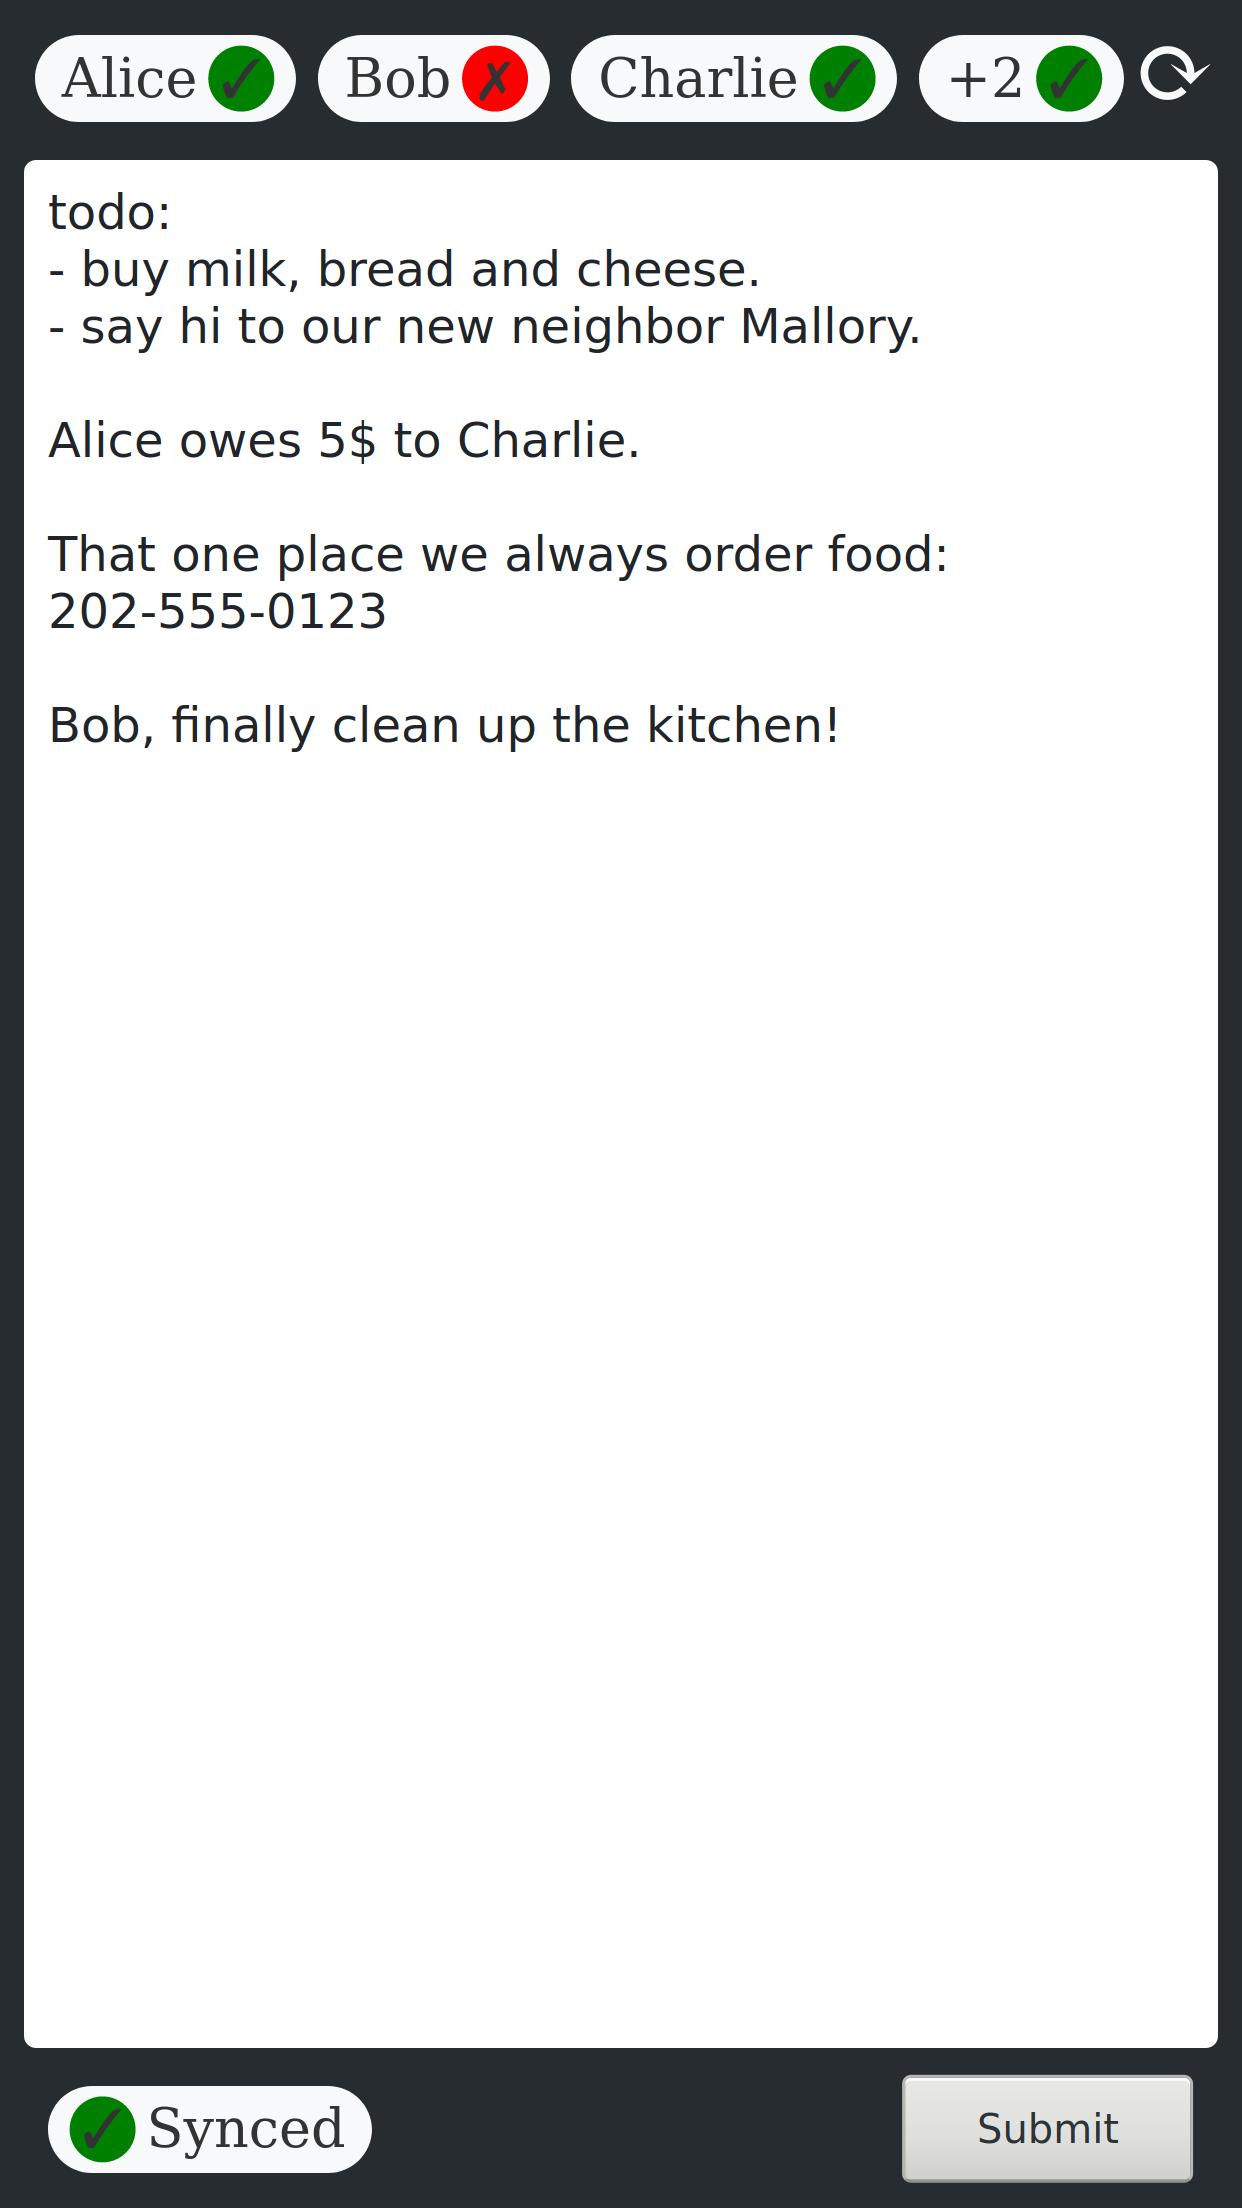 Alice ✓ Bob ✗ Charlie ✓ +2 ✓ ⟳
todo:
- buy milk, bread and cheese.
- say hi to our new neighbor Mallory.
Alice owes 5$ to Charlie.
That one place we always order food:
202-555-0123
Bob, finally clean up the kitchen!
✓ Synced
Submit